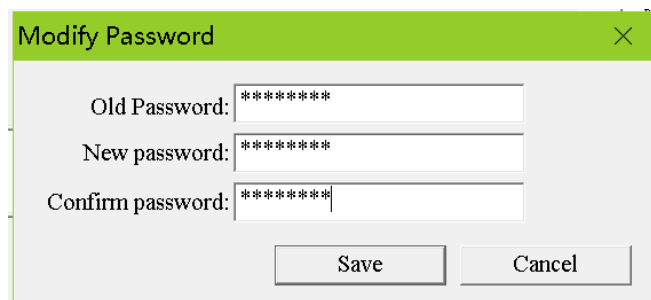 Modify Password
Old Password: ********
New password: ********
Confirm password: ********
Save Cancel